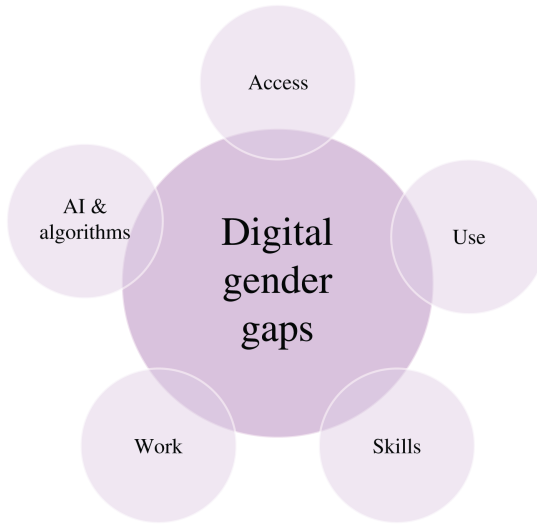 Access
AI &
algorithms
Digital
gender
gaps
Use
Work
Skills